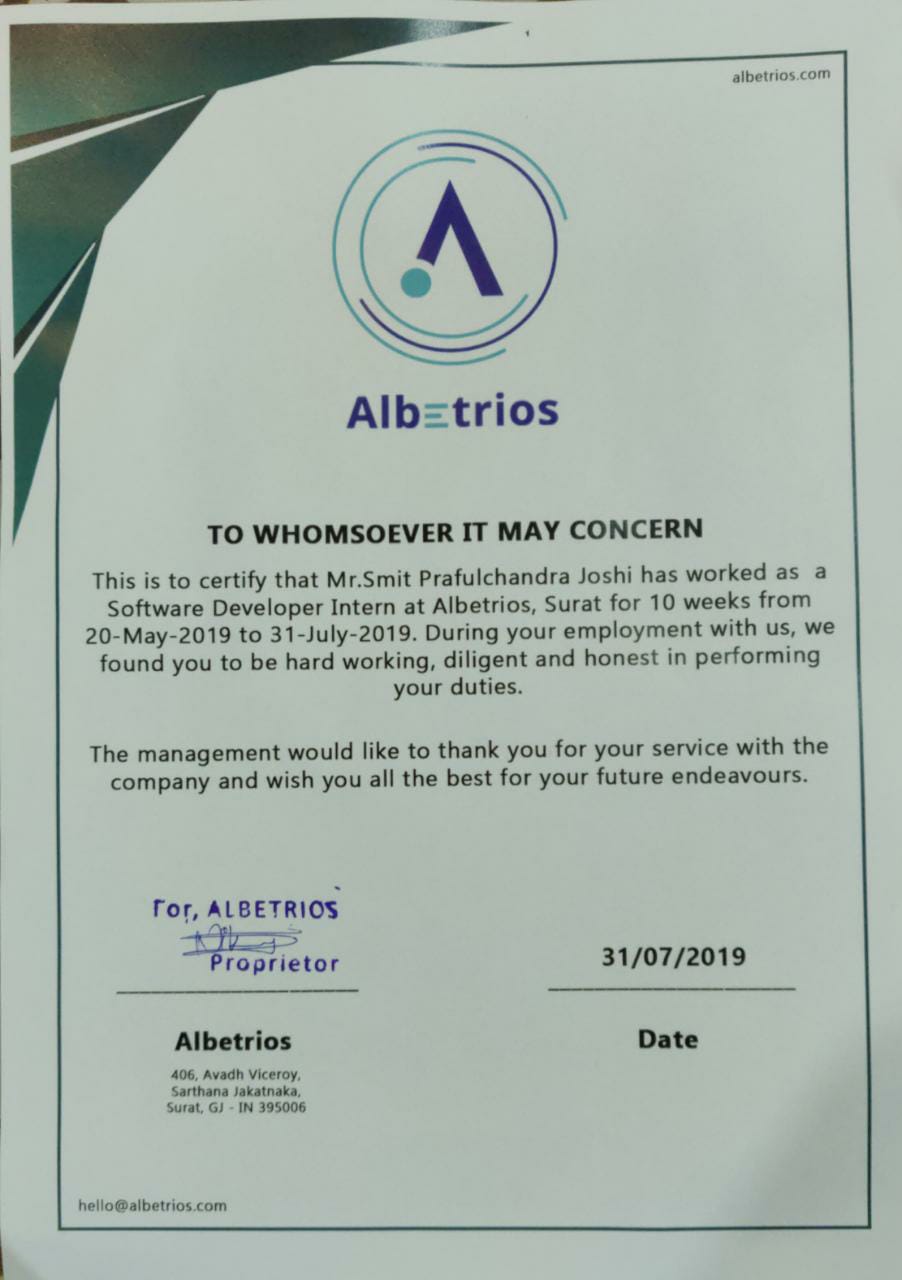 albetrios.com
Albetrios
TO WHOMSOEVER IT MAY CONCERN
This is to certify that Mr.Smit Prafulchandra Joshi has worked as a
Software Developer Intern at Albetrios, Surat for 10 weeks from
20-May-2019 to 31-July-2019. During your employment with us, we
found you to be hard working, diligent and honest in performing
your duties.
The management would like to thank you for your service with the
company and wish you all the best for your future endeavours.
For, ALBETRIOS
Proprietor
31/07/2019
Albetrios
Date
406, Avadh Viceroy,
Sarthana Jakatnaka,
Surat, GJ - IN 395006
hello@albetrios.com